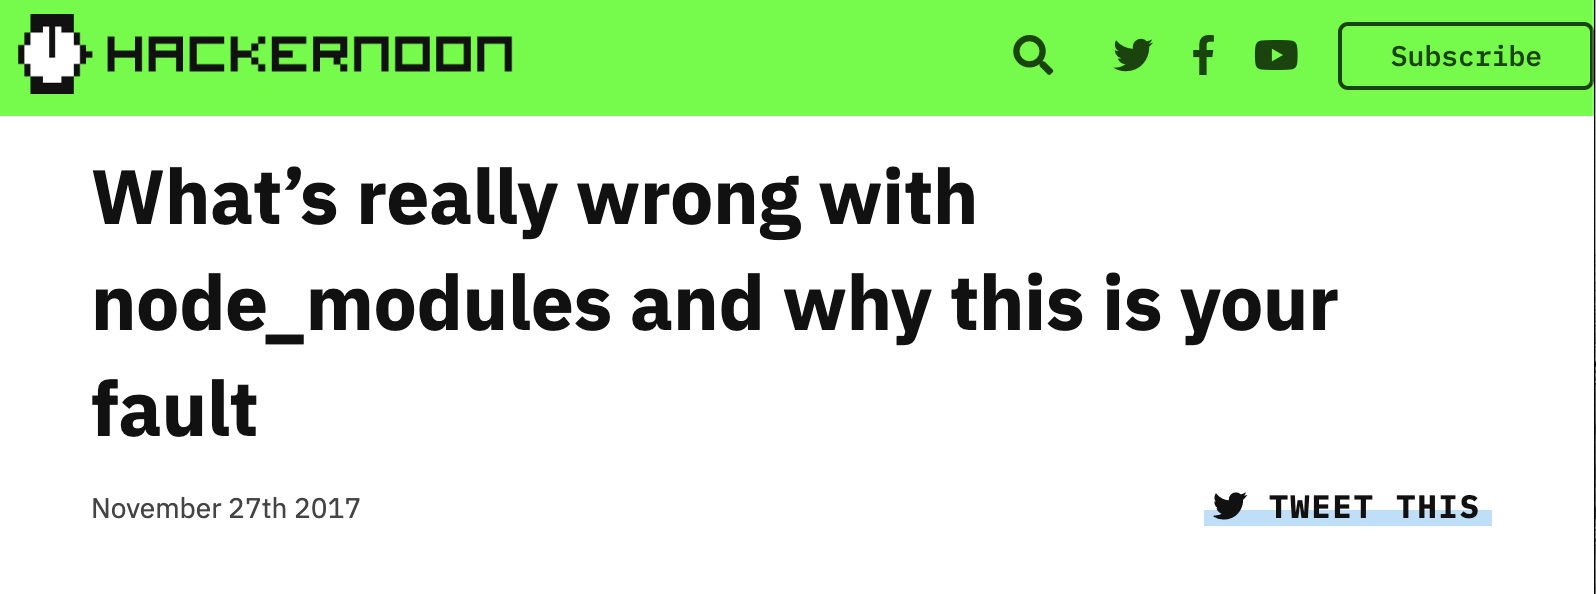 HACKERNOON
Subscribe
What’s really wrong with
node_modules and why this is your
fault
November 27th 2017
TWEET THIS